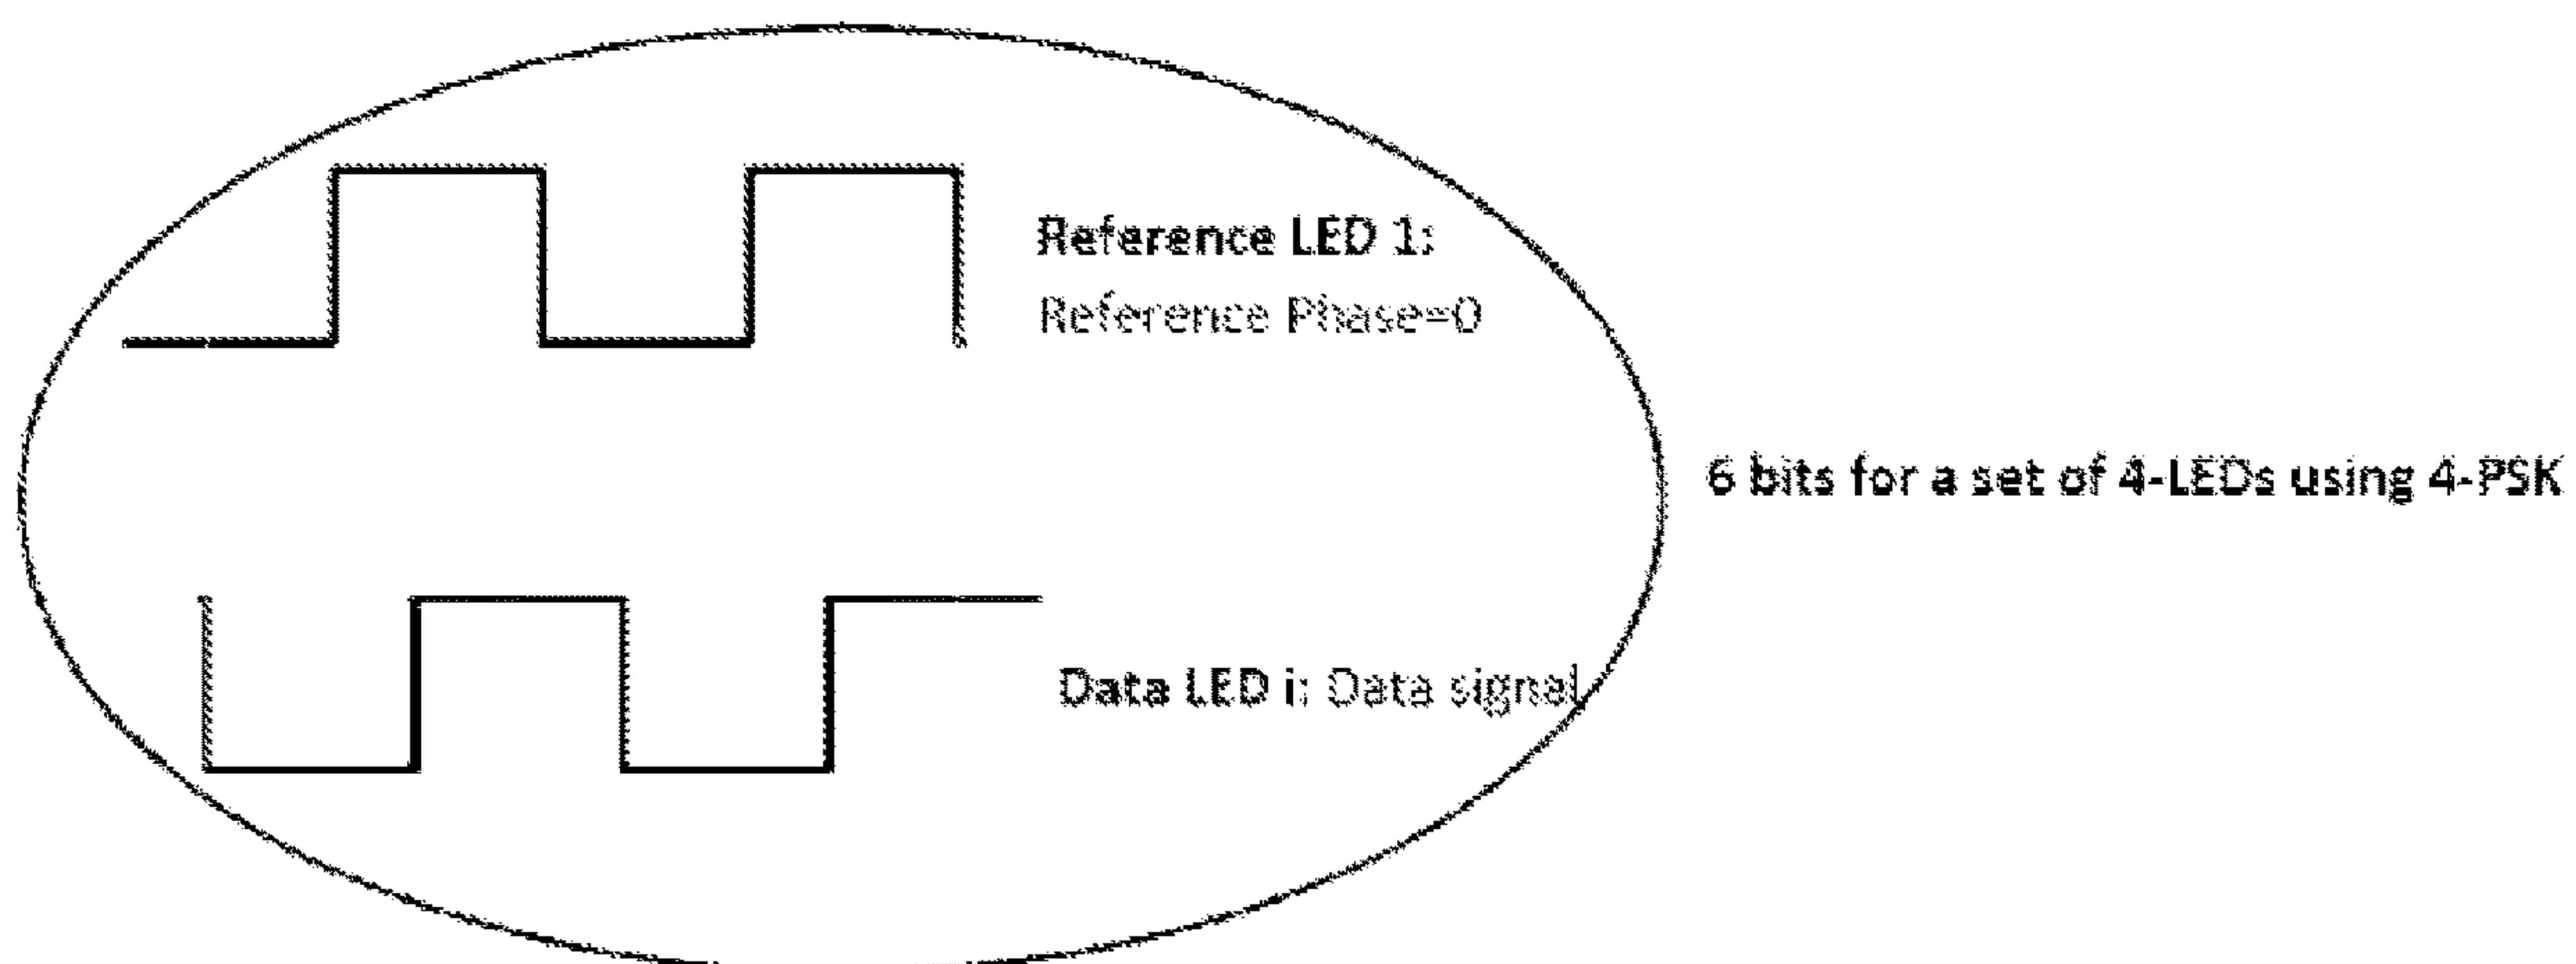 Reference LED 1:
Reference Phase=0
6 bits for a set of 4-LEDs using 4-PSK
Data LED i: Data signal